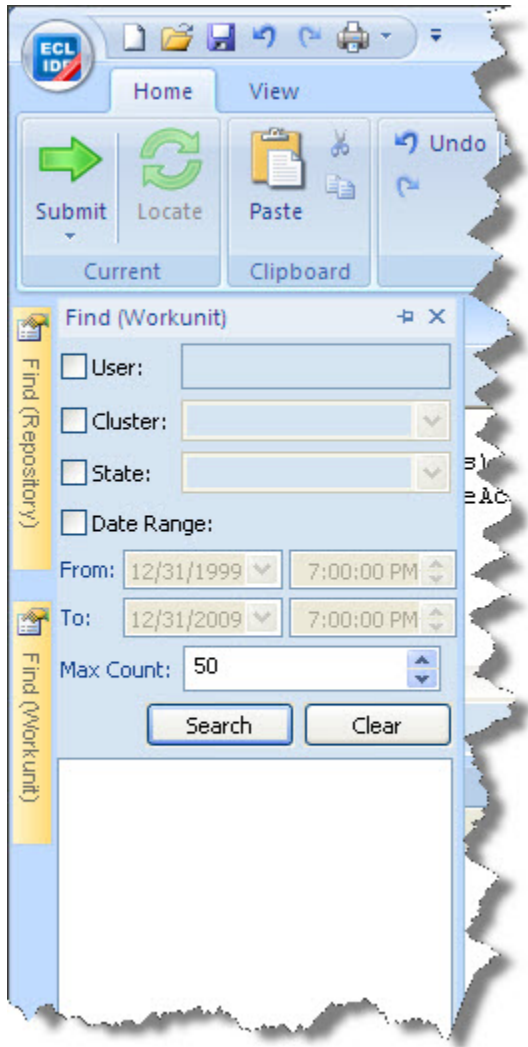 ECL
IDE
Home View
Undo
Submit Locate Paste
Current Clipboard
Find (Workunit)
Find (Repository)
User:
Cluster:
State:
Date Range:
From: 12/31/1999 7:00:00 PM
To: 12/31/2009 7:00:00 PM
Find (Workunit)
Max Count: 50
Search Clear